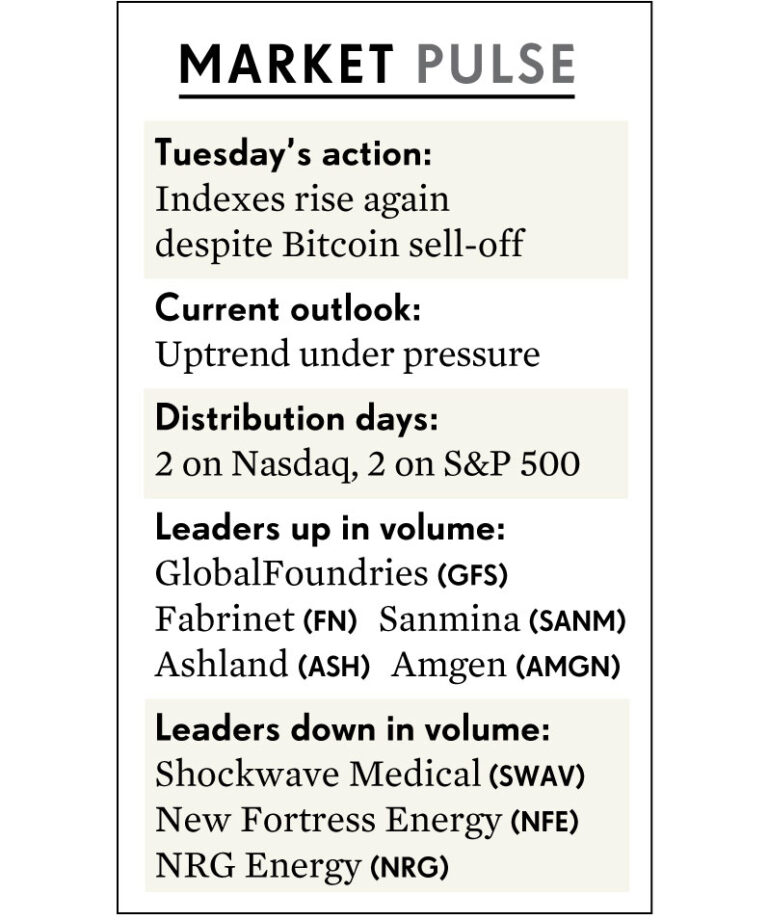 MARKET PULSE
Tuesday’s action:
Indexes rise again
despite Bitcoin sell-off
Current outlook:
Uptrend under pressure
Distribution days:
2 on Nasdaq, 2 on S&P 500
Leaders up in volume:
GlobalFoundries (GFS)
Fabrinet (FN) Sanmina (SANM)
Ashland (ASH) Amgen (AMGN)
Leaders down in volume:
Shockwave Medical (SWAV)
New Fortress Energy (NFE)
NRG Energy (NRG)